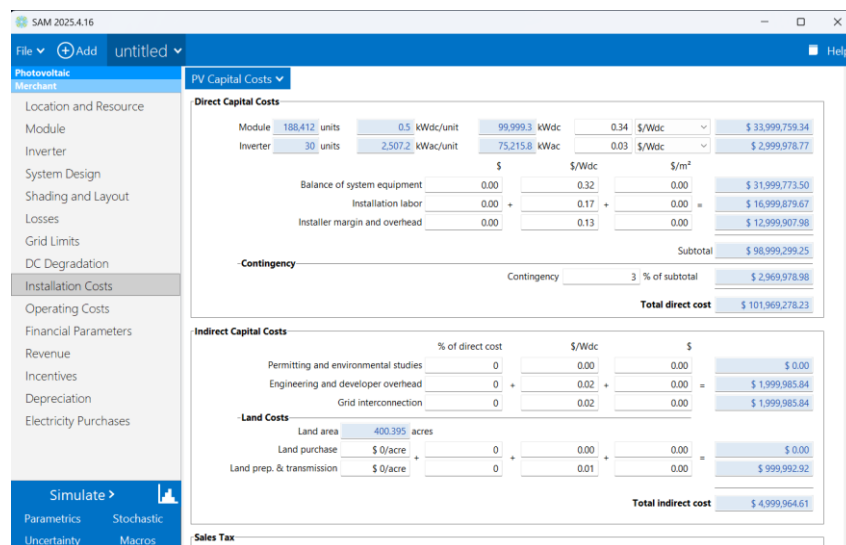 SAM 2025.4.16
File Add untitled Help
Photovoltaic
Merchant
Location and Resource
Module
Inverter
System Design
Shading and Layout
Losses
Grid Limits
DC Degradation
Installation Costs
Operating Costs
Financial Parameters
Revenue
Incentives
Depreciation
Electricity Purchases
Simulate >
Parametrics Stochastic
Uncertainty Macros
PV Capital Costs
Direct Capital Costs
Module 188,412 units 0.5 kWdc/unit 99,999.3 kWdc 0.34 $/Wdc $ 33,999,759.34
Inverter 30 units 2,507.2 kWac/unit 75,215.8 kWac 0.03 $/Wdc $ 2,999,978.77
$ $/Wdc $/m²
Balance of system equipment 0.00 0.32 0.00 $ 31,999,773.50
Installation labor 0.00 + 0.17 + 0.00 = $ 16,999,879.67
Installer margin and overhead 0.00 0.13 0.00 $ 12,999,907.98
Subtotal $ 98,999,299.25
Contingency
Contingency 3 % of subtotal $ 2,969,978.98
Total direct cost $ 101,969,278.23
Indirect Capital Costs
% of direct cost $/Wdc $
Permitting and environmental studies 0 0.00 0.00 $ 0.00
Engineering and developer overhead 0 + 0.02 + 0.00 = $ 1,999,985.84
Grid interconnection 0 0.02 0.00 $ 1,999,985.84
Land Costs
Land area 400.395 acres
Land purchase $ 0/acre + 0 + 0.00 + 0.00 = $ 0.00
Land prep. & transmission $ 0/acre 0 0.01 0.00 $ 999,992.92
Total indirect cost $ 4,999,964.61
Sales Tax